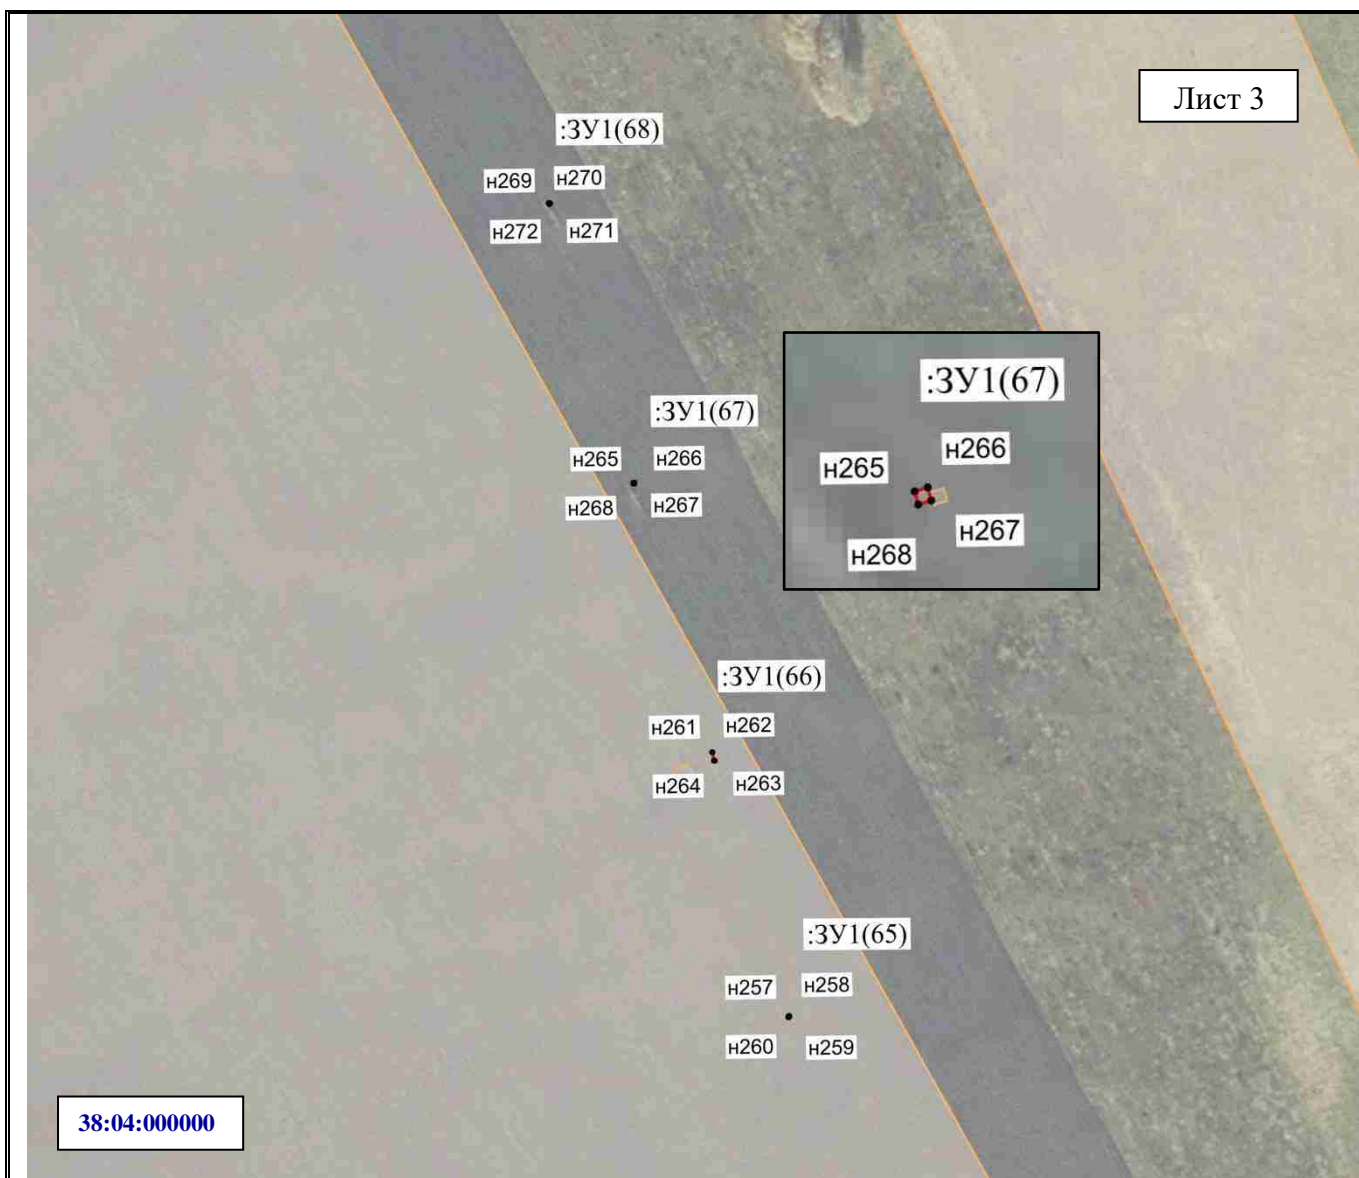 Лист 3
:ЗУ1(68)
н269 н270
н272 н271
:ЗУ1(67)
н265 н266
н268 н267
:ЗУ1(67)
н265 н266
н268 н267
:ЗУ1(66)
н261 н262
н264 н263
:ЗУ1(65)
н257 н258
н260 н259
38:04:000000